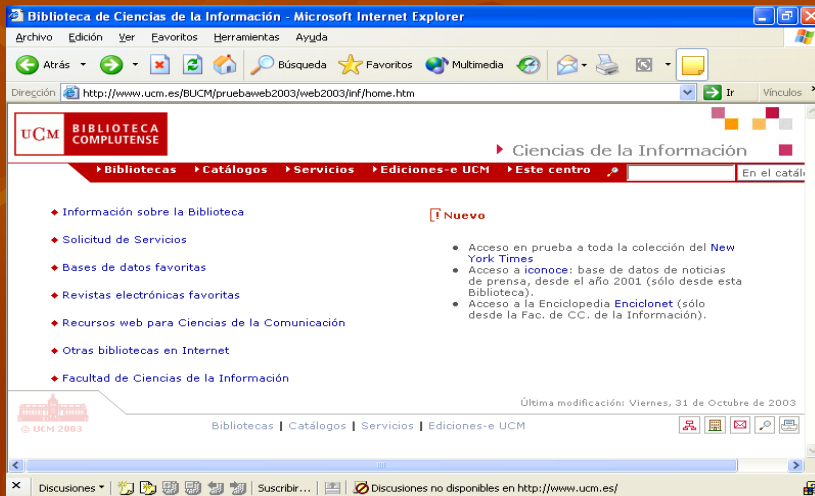 Biblioteca de Ciencias de la Información - Microsoft Internet Explorer
Archivo Edición Ver Favoritos Herramientas Ayuda
Atrás Búsqueda Favoritos Multimedia
Dirección http://www.ucm.es/BUCM/pruebaweb2003/web2003/inf/home.htm Ir Vínculos »
UCM BIBLIOTECA
COMPLUTENSE
Ciencias de la Información
Bibliotecas Catálogos Servicios Ediciones-e UCM Este centro En el catál
Información sobre la Biblioteca
Solicitud de Servicios
Bases de datos favoritas
Revistas electrónicas favoritas
Recursos web para Ciencias de la Comunicación
Otras bibliotecas en Internet
Facultad de Ciencias de la Información
! Nuevo
Acceso en prueba a toda la colección del New
York Times
Acceso a iconoce: base de datos de noticias
de prensa, desde el año 2001 (sólo desde esta
Biblioteca).
Acceso a la Enciclopedia Enciclonet (sólo
desde la Fac. de CC. de la Información).
Última modificación: Viernes, 31 de Octubre de 2003
© UCM 2003
Bibliotecas | Catálogos | Servicios | Ediciones-e UCM
Discusiones Suscribir... Discusiones no disponibles en http://www.ucm.es/